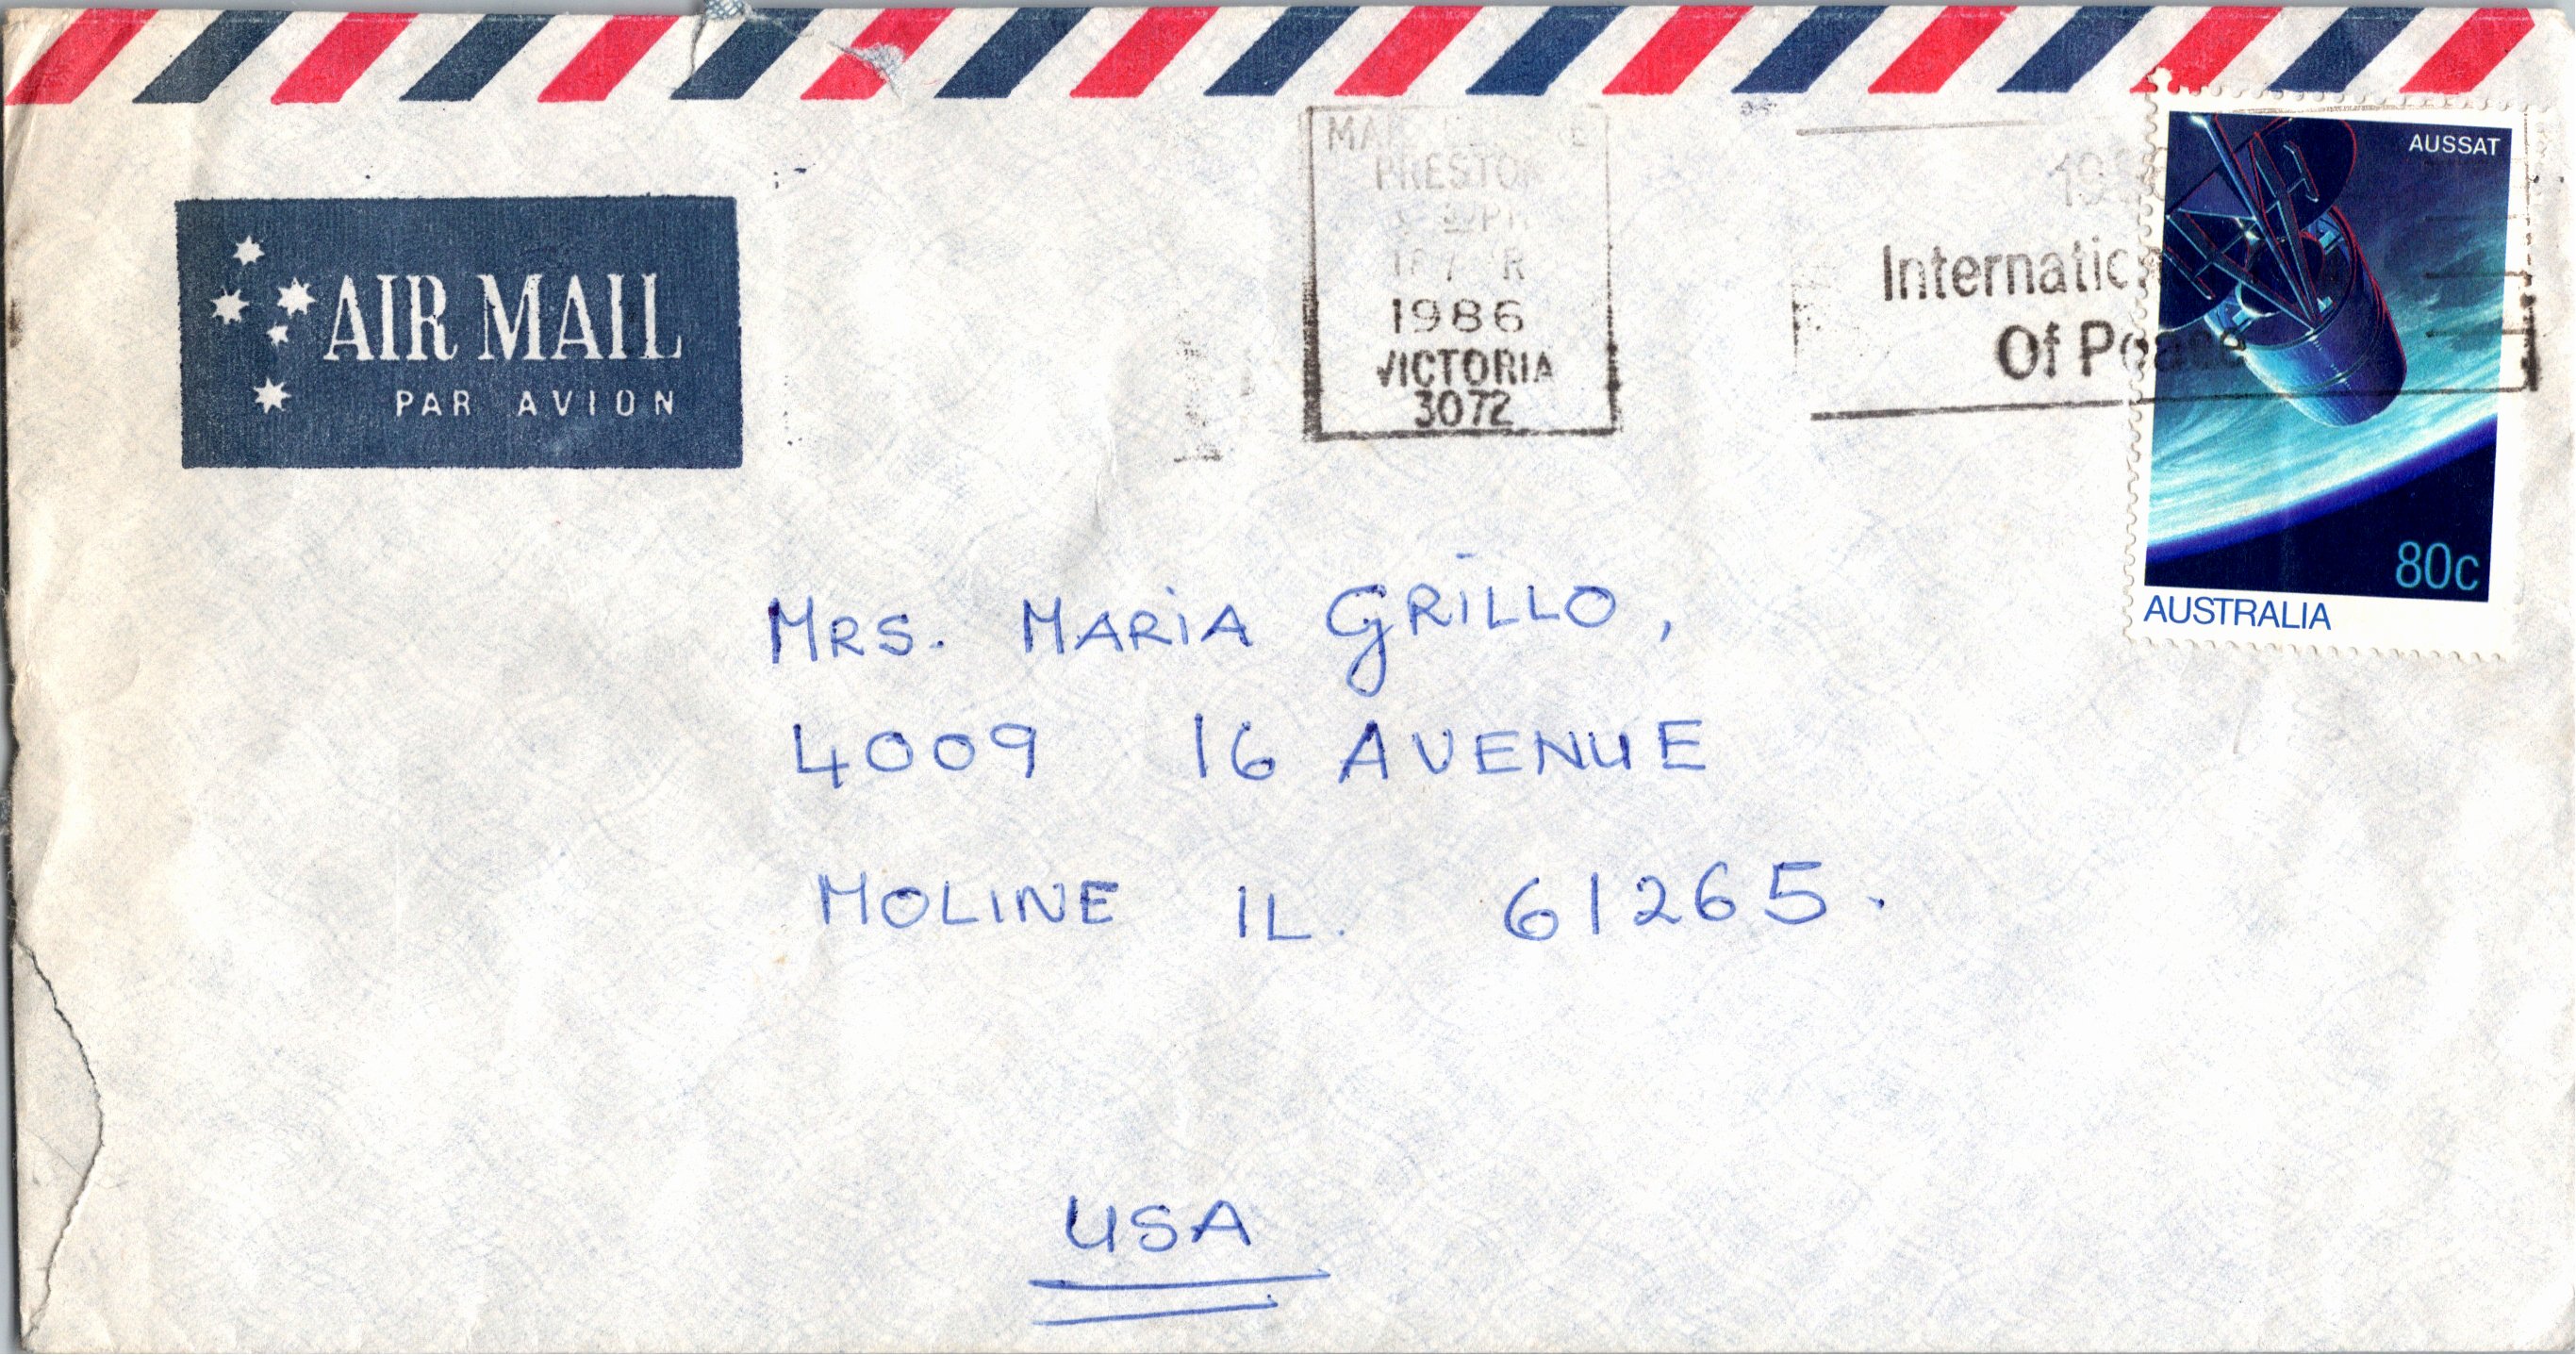 AIR MAIL
PAR AVION
PRESTON
1986
VICTORIA
3072
Of Peace
AUSSAT
80c
AUSTRALIA
MRS. MARIA GRILLO,
4009 16 AVENUE
MOLINE IL. 61265.
USA